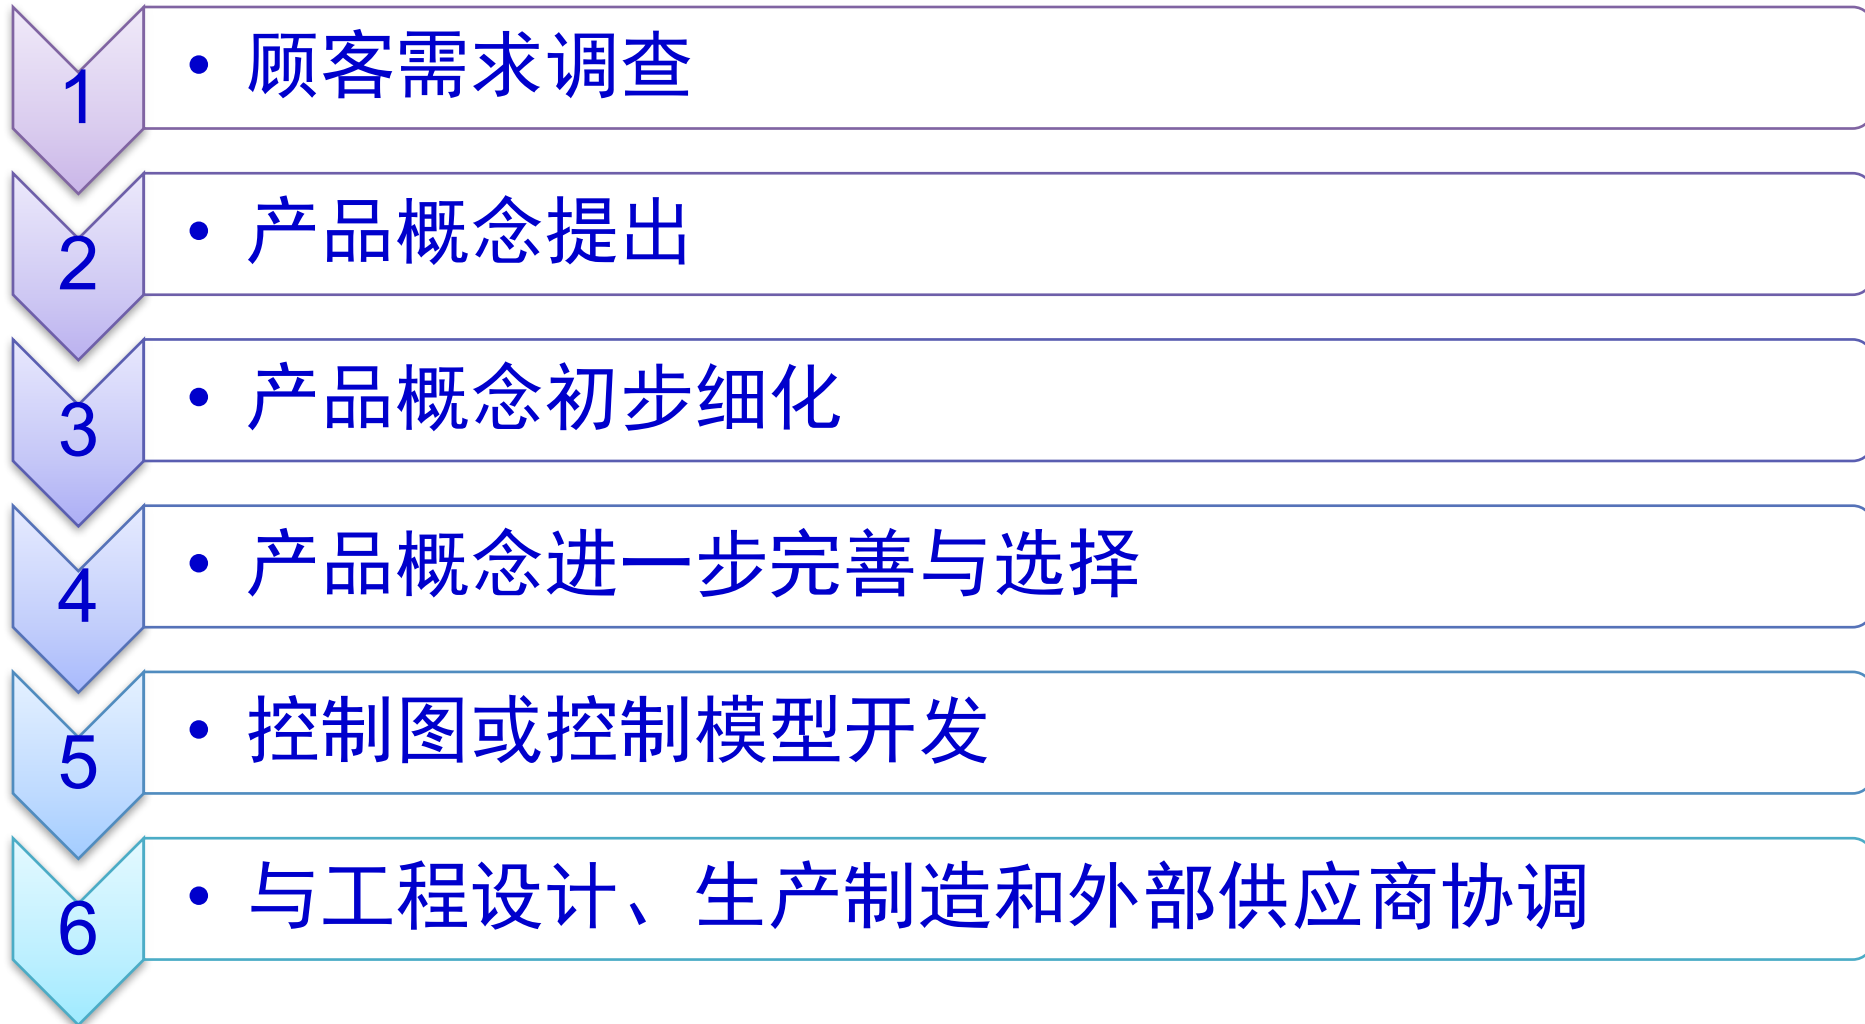 1
• 顾客需求调查
2
• 产品概念提出
3
• 产品概念初步细化
4
• 产品概念进一步完善与选择
5
• 控制图或控制模型开发
6
• 与工程设计、生产制造和外部供应商协调